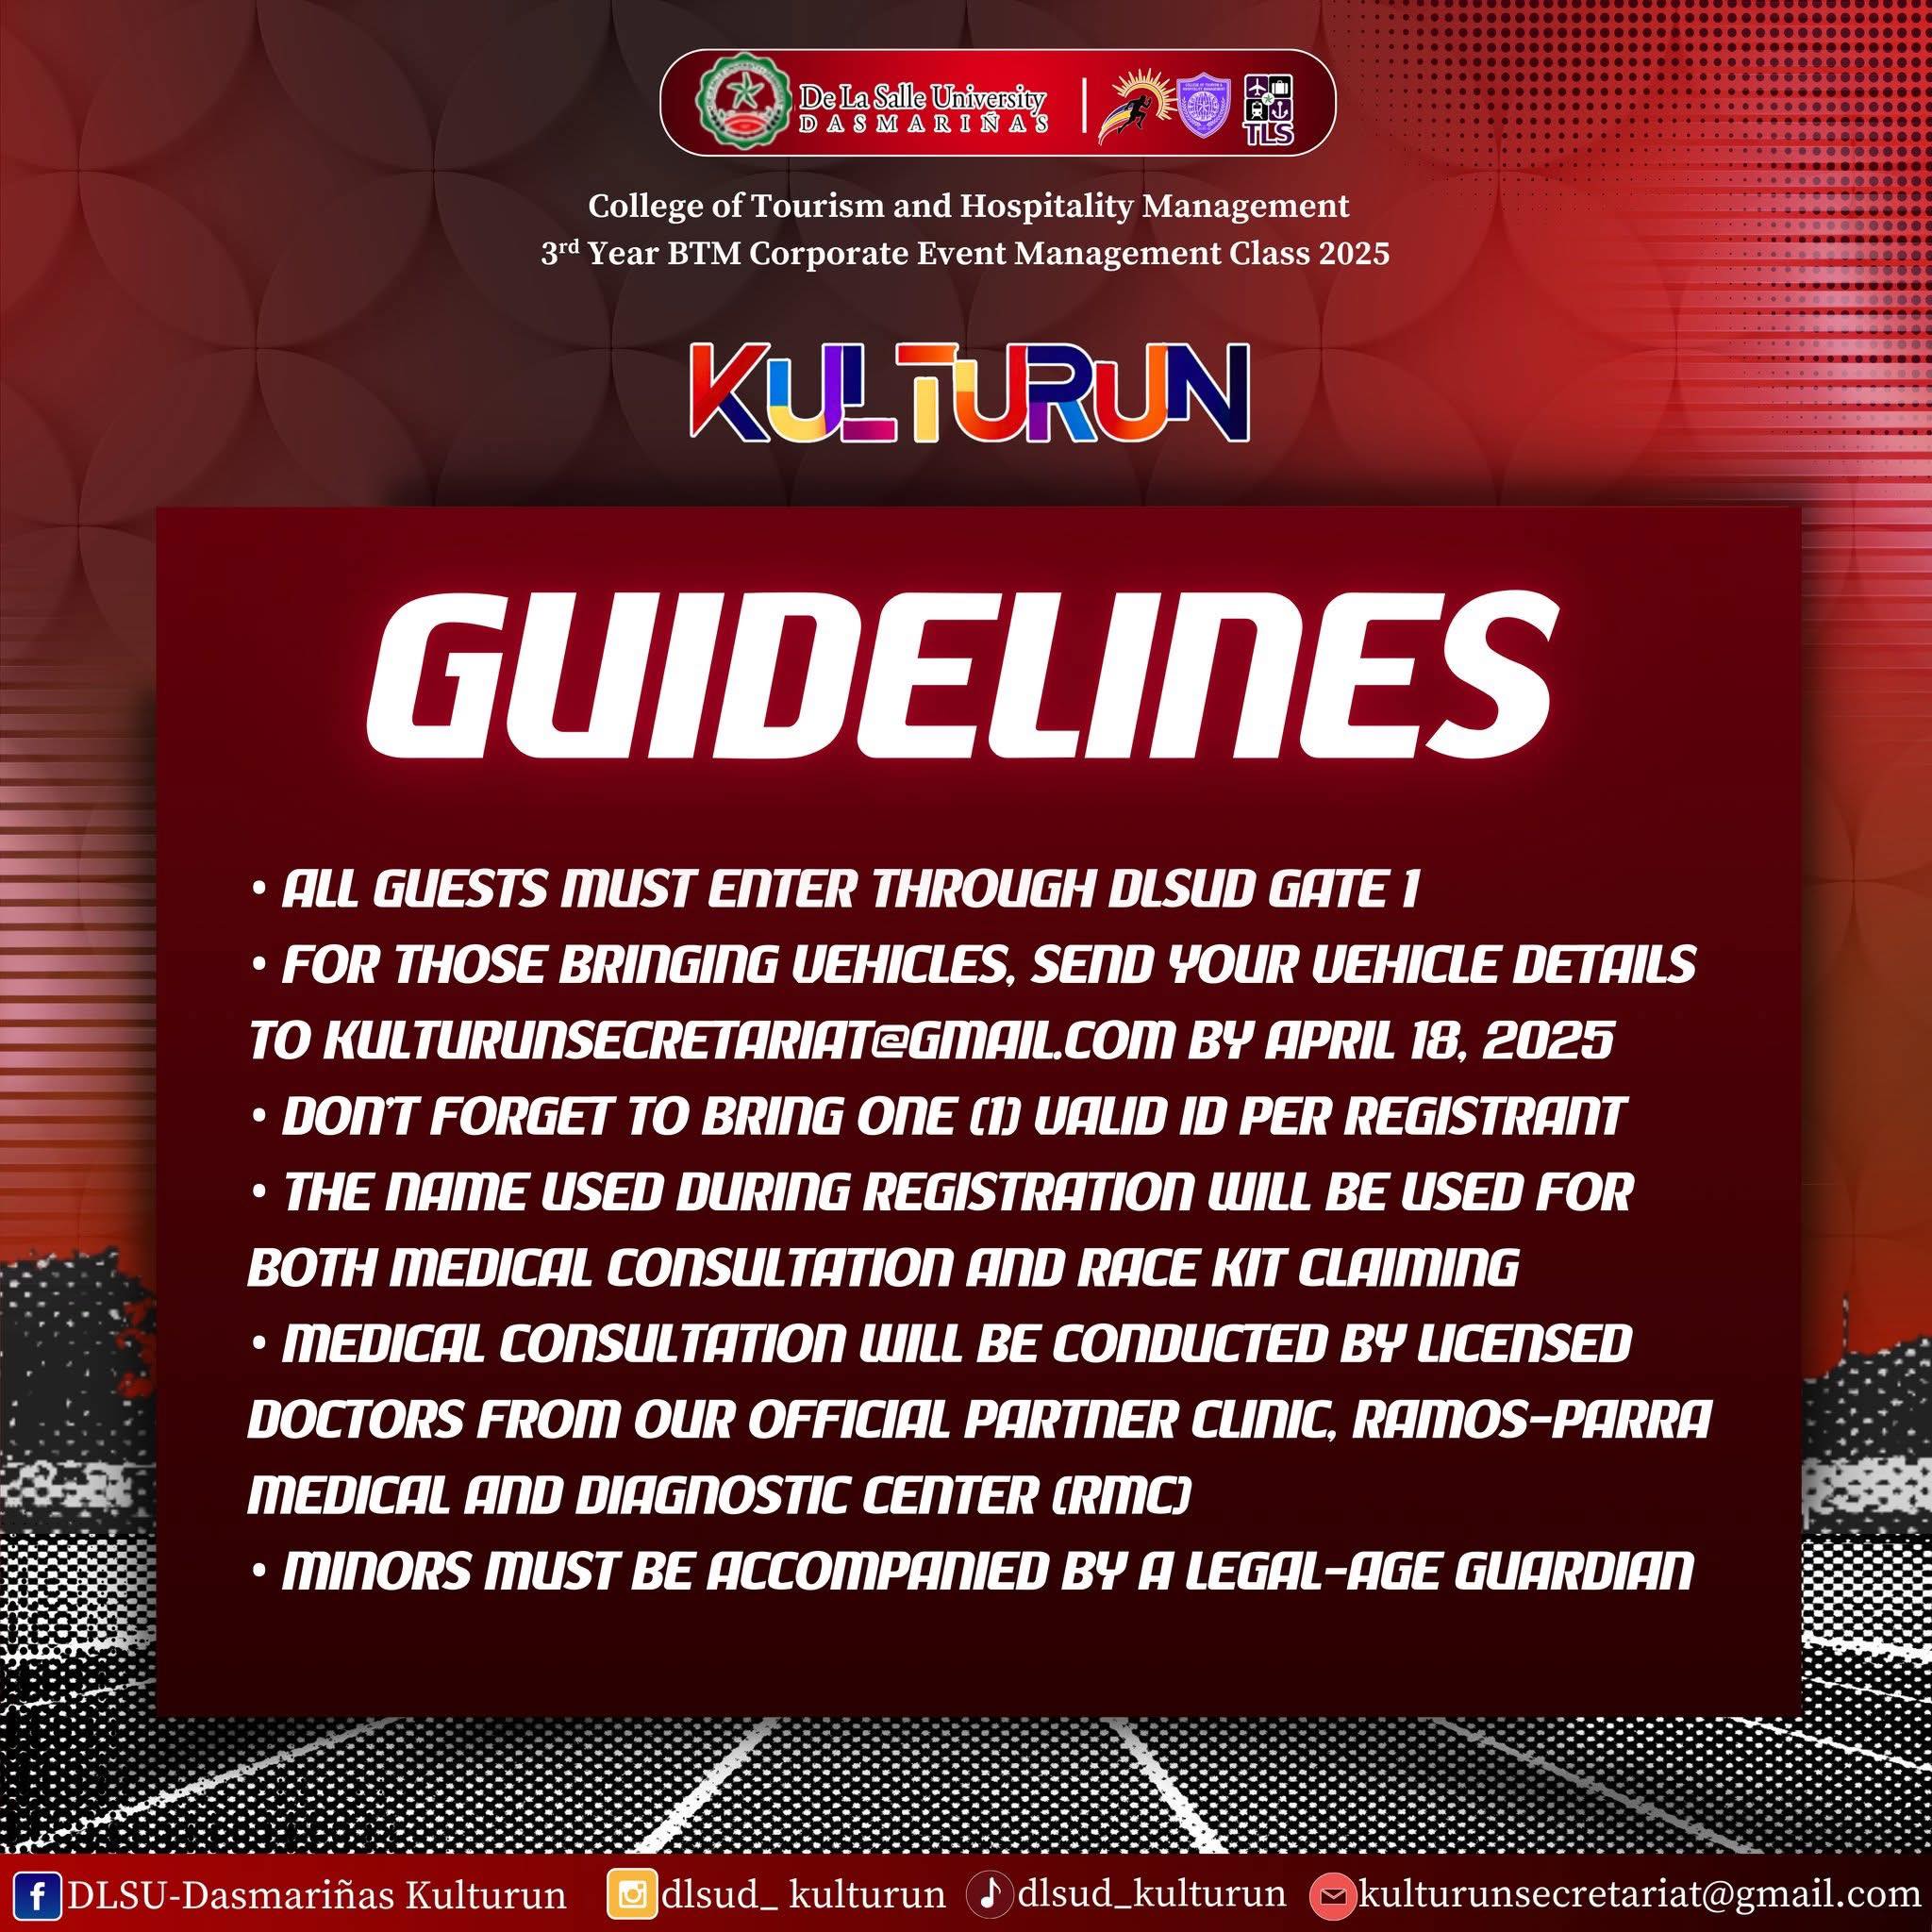 De La Salle University
DASMARIÑAS
TLS
College of Tourism and Hospitality Management
3rd Year BTM Corporate Event Management Class 2025
KULTURUN
GUIDELINES
• ALL GUESTS MUST ENTER THROUGH DLSUD GATE 1
• FOR THOSE BRINGING VEHICLES, SEND YOUR VEHICLE DETAILS
TO KULTURUNSECRETARIAT@GMAIL.COM BY APRIL 18, 2025
• DON'T FORGET TO BRING ONE (1) VALID ID PER REGISTRANT
• THE NAME USED DURING REGISTRATION WILL BE USED FOR
BOTH MEDICAL CONSULTATION AND RACE KIT CLAIMING
• MEDICAL CONSULTATION WILL BE CONDUCTED BY LICENSED
DOCTORS FROM OUR OFFICIAL PARTNER CLINIC, RAMOS-PARRA
MEDICAL AND DIAGNOSTIC CENTER (RMC)
• MINORS MUST BE ACCOMPANIED BY A LEGAL-AGE GUARDIAN
DLSU-Dasmariñas Kulturun dlsud_ kulturun dlsud_kulturun kulturunsecretariat@gmail.com